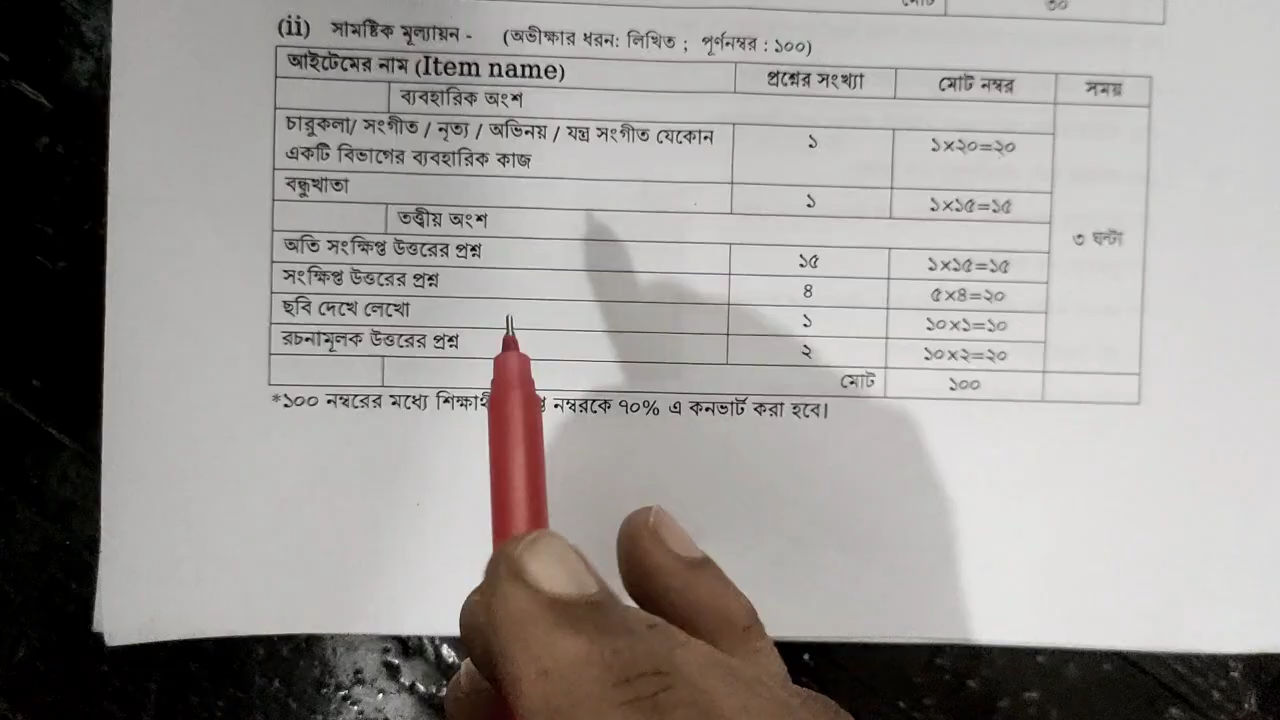 ৩০
(ii) সামষ্টিক মূল্যায়ন - (অভীক্ষার ধরন: লিখিত ; পূর্ণনম্বর : ১০০)
আইটেমের নাম (Item name) প্রশ্নের সংখ্যা মোট নম্বর সময়
ব্যবহারিক অংশ
চারুকলা/ সংগীত / নৃত্য / অভিনয় / যন্ত্র সংগীত যেকোন
একটি বিভাগের ব্যবহারিক কাজ ১ ১×২০=২০
বন্ধুখাতা ১ ১×১৫=১৫
তত্ত্বীয় অংশ ৩ ঘন্টা
অতি সংক্ষিপ্ত উত্তরের প্রশ্ন ১৫ ১×১৫=১৫
সংক্ষিপ্ত উত্তরের প্রশ্ন ৪ ৫×৪=২০
ছবি দেখে লেখো ১ ১০×১=১০
রচনামূলক উত্তরের প্রশ্ন ২ ১০×২=২০
মোট ১০০
*১০০ নম্বরের মধ্যে নম্বরকে ৭০% এ কনভার্ট করা হবে।